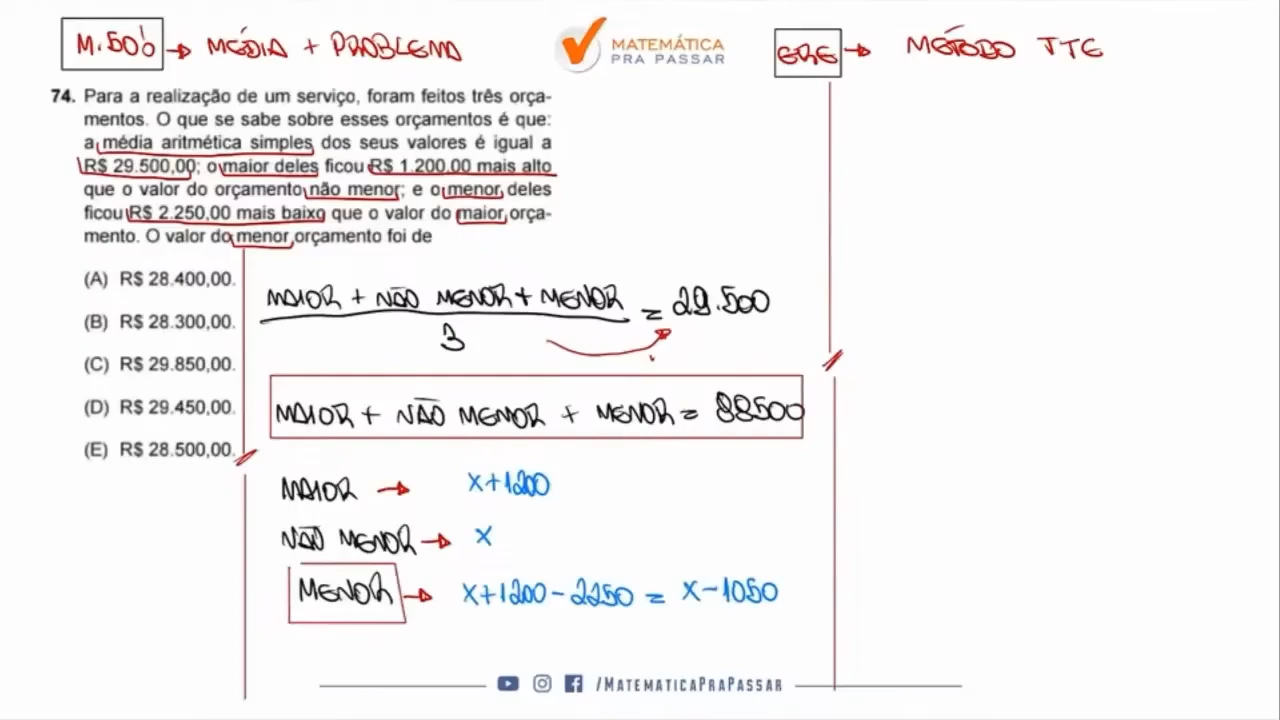 M.50% → MÉDIA + PROBLEMA
MATEMÁTICA
PRA PASSAR
→ MÉTODO TTE
74. Para a realização de um serviço, foram feitos três orça-
mentos. O que se sabe sobre esses orçamentos é que:
a média aritmética simples dos seus valores é igual a
R$ 29.500,00; o maior deles ficou R$ 1.200.00 mais alto
que o valor do orçamento não menor; e o menor deles
ficou R$ 2.250,00 mais baixo que o valor do maior orça-
mento. O valor do menor orçamento foi de
(A) R$ 28.400,00.
(B) R$ 28.300,00.
(C) R$ 29.850,00.
(D) R$ 29.450,00.
(E) R$ 28.500,00.
MAIOR + NÃO MENOR + MENOR = 29.500
3
MAIOR + NÃO MENOR + MENOR = 88500
MAIOR → x+1200
NÃO MENOR → x
MENOR → x+1200-2250 = x-1050
/MATEMATICAPRAPASSAR